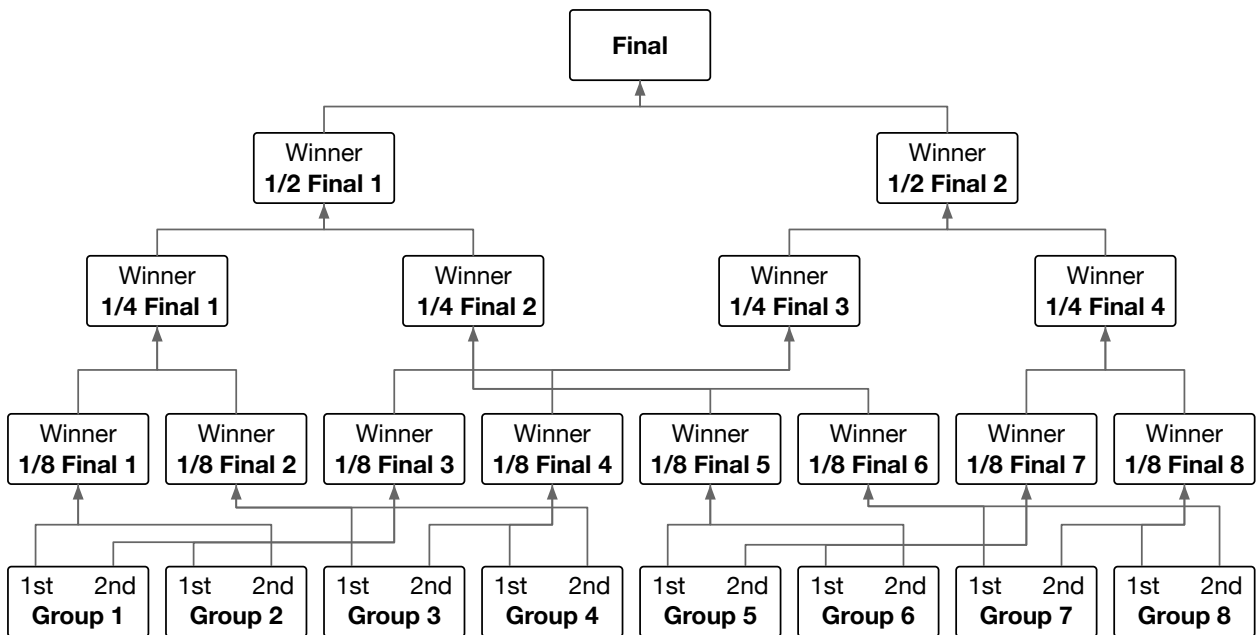 Final
Winner
1/2 Final 1
Winner
1/2 Final 2
Winner
1/4 Final 1
Winner
1/4 Final 2
Winner
1/4 Final 3
Winner
1/4 Final 4
Winner
1/8 Final 1
Winner
1/8 Final 2
Winner
1/8 Final 3
Winner
1/8 Final 4
Winner
1/8 Final 5
Winner
1/8 Final 6
Winner
1/8 Final 7
Winner
1/8 Final 8
1st 2nd
Group 1
1st 2nd
Group 2
1st 2nd
Group 3
1st 2nd
Group 4
1st 2nd
Group 5
1st 2nd
Group 6
1st 2nd
Group 7
1st 2nd
Group 8